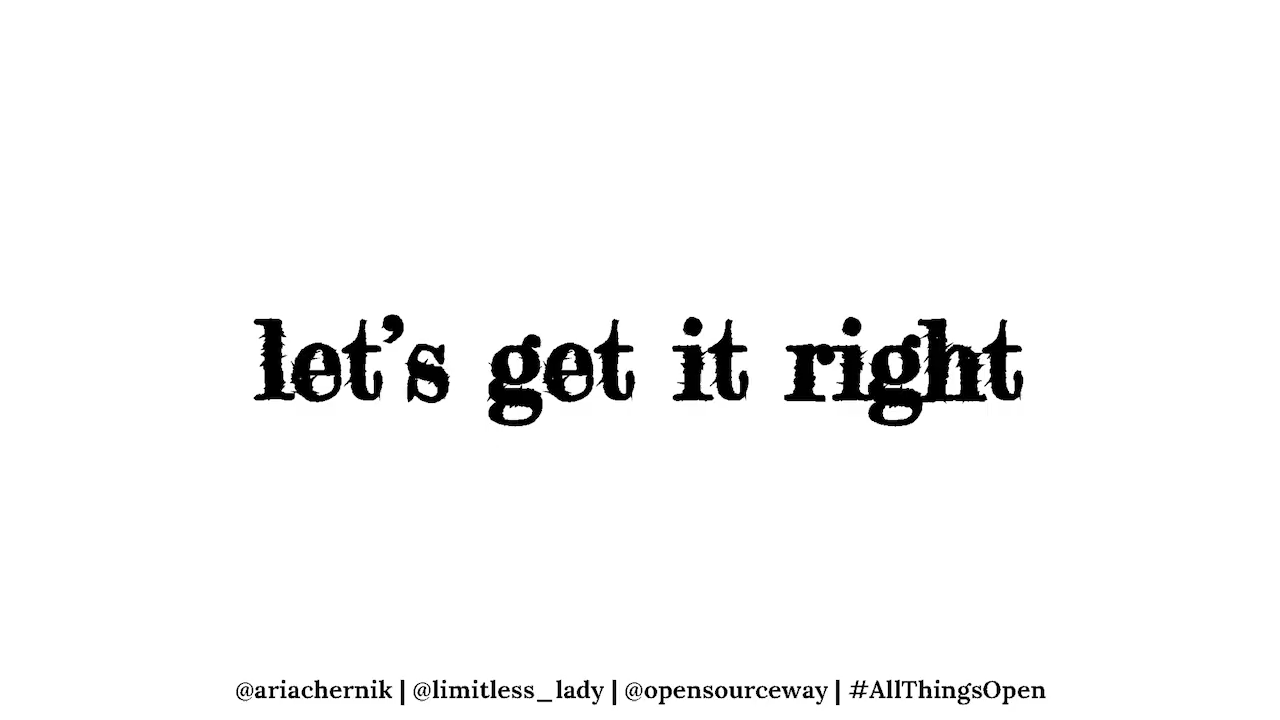 let’s get it right
@ariachernik | @limitless_lady | @opensourceway | #AllThingsOpen